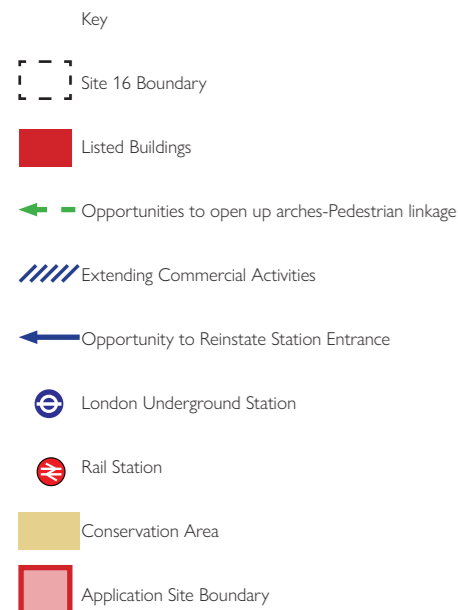 Key
Site 16 Boundary
Listed Buildings
Opportunities to open up arches-Pedestrian linkage
Extending Commercial Activities
Opportunity to Reinstate Station Entrance
London Underground Station
Rail Station
Conservation Area
Application Site Boundary